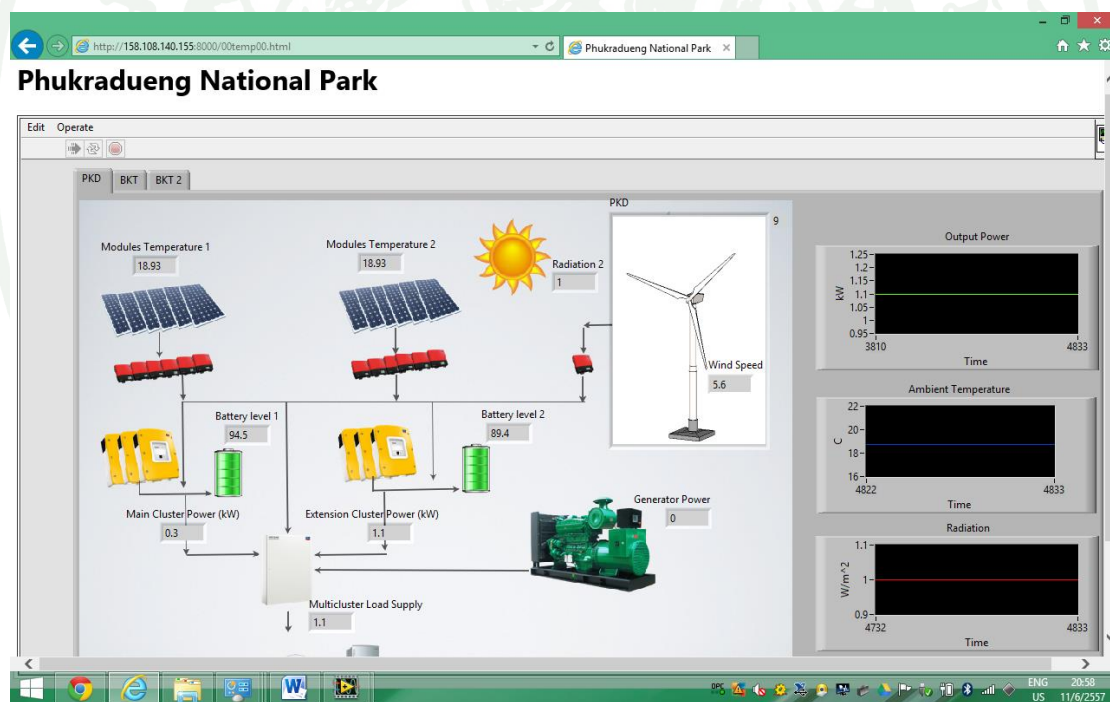 http://158.108.140.155:8000/00temp00.html
Phukradueng National Park
Phukradueng National Park
Edit Operate
PKD BKT BKT 2
PKD
9
Modules Temperature 1
18.93
Modules Temperature 2
18.93
Radiation 2
1
Wind Speed
5.6
Battery level 1
94.5
Battery level 2
89.4
Main Cluster Power (kW)
0.3
Extension Cluster Power (kW)
1.1
Generator Power
0
Multicluster Load Supply
1.1
Output Power
1.25
1.2
1.15
1.1
1.05
1
0.95
kW
3810 4833
Time
Ambient Temperature
22
20
18
16
C
4822 4833
Time
Radiation
1.1
1
0.9
W/m^2
4732 4833
Time
ENG 20:58
US 11/6/2557